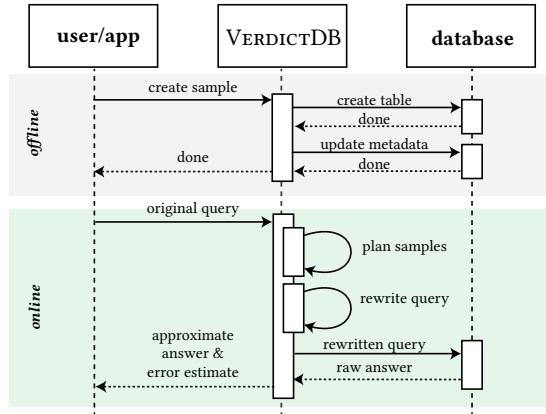 user/app
VERDICTDB
database
offline
create sample
create table
done
update metadata
done
done
online
original query
plan samples
rewrite query
approximate
answer &
error estimate
rewritten query
raw answer